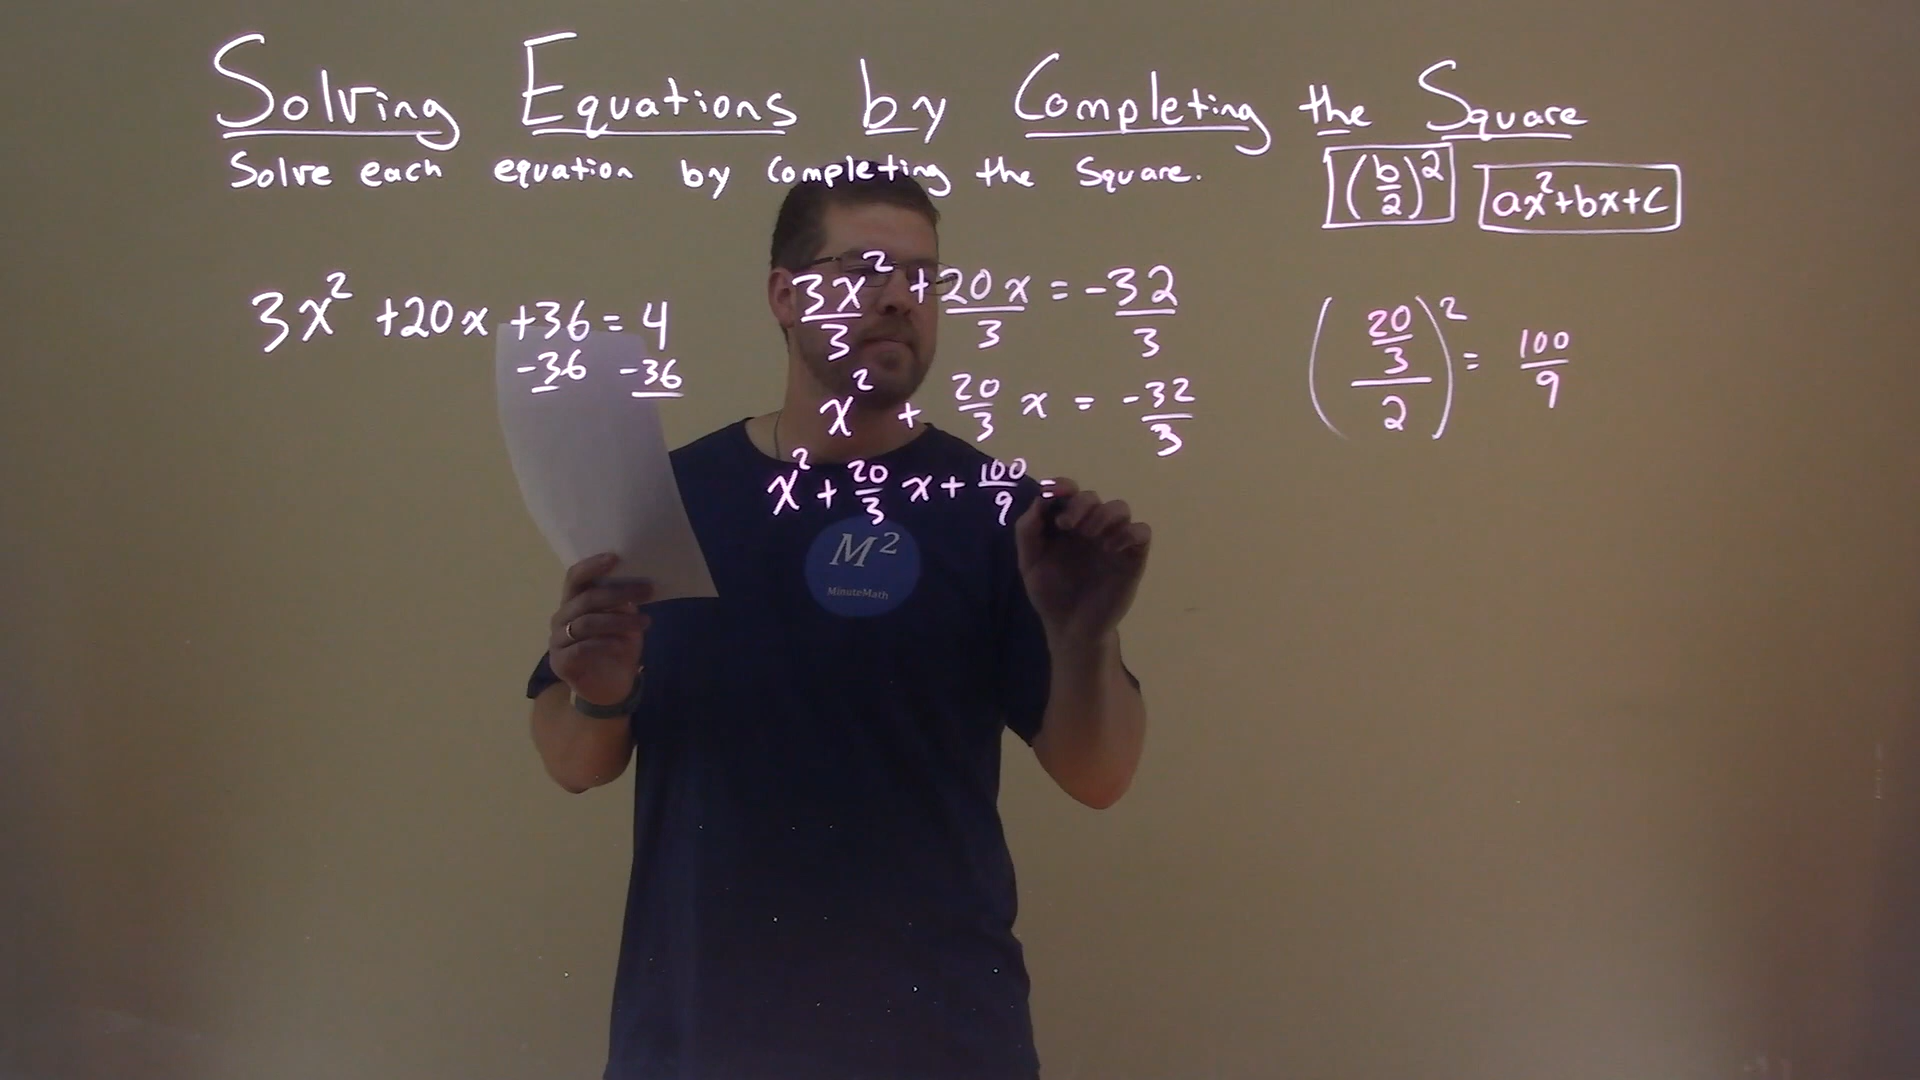 Solving Equations by Completing the Square
Solve each equation by completing the Square.
(b/2)²
ax²+bx+c
3x² +20x +36 = 4
-36 -36
3x²/3 + 20x/3 = -32/3
x² + 20/3 x = -32/3
x² + 20/3 x + 100/9 =
((20/3)/2)² = 100/9
M²
MinuteMath